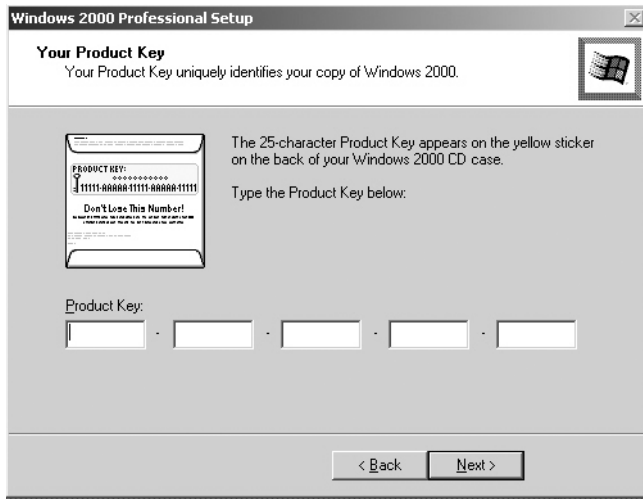 Windows 2000 Professional Setup
Your Product Key
Your Product Key uniquely identifies your copy of Windows 2000.
The 25-character Product Key appears on the yellow sticker
on the back of your Windows 2000 CD case.
Type the Product Key below:
PRODUCT KEY:
11111-AAAAA-11111-AAAAA-11111
Don't Lose This Number!
Product Key:
- - - -
< Back
Next >